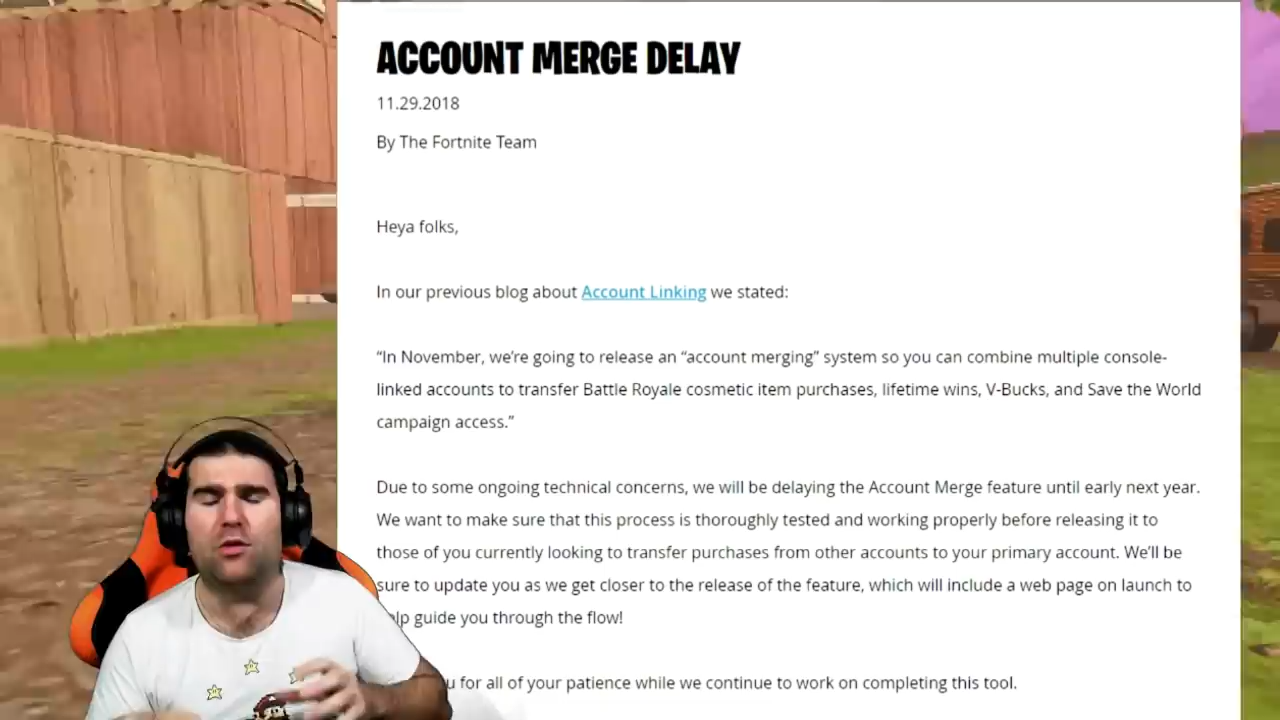 ACCOUNT MERGE DELAY
11.29.2018
By The Fortnite Team
Heya folks,
In our previous blog about Account Linking we stated:
“In November, we’re going to release an “account merging” system so you can combine multiple console-
linked accounts to transfer Battle Royale cosmetic item purchases, lifetime wins, V-Bucks, and Save the World
campaign access.”
Due to some ongoing technical concerns, we will be delaying the Account Merge feature until early next year.
We want to make sure that this process is thoroughly tested and working properly before releasing it to
those of you currently looking to transfer purchases from other accounts to your primary account. We’ll be
sure to update you as we get closer to the release of the feature, which will include a web page on launch to
guide you through the flow!
for all of your patience while we continue to work on completing this tool.